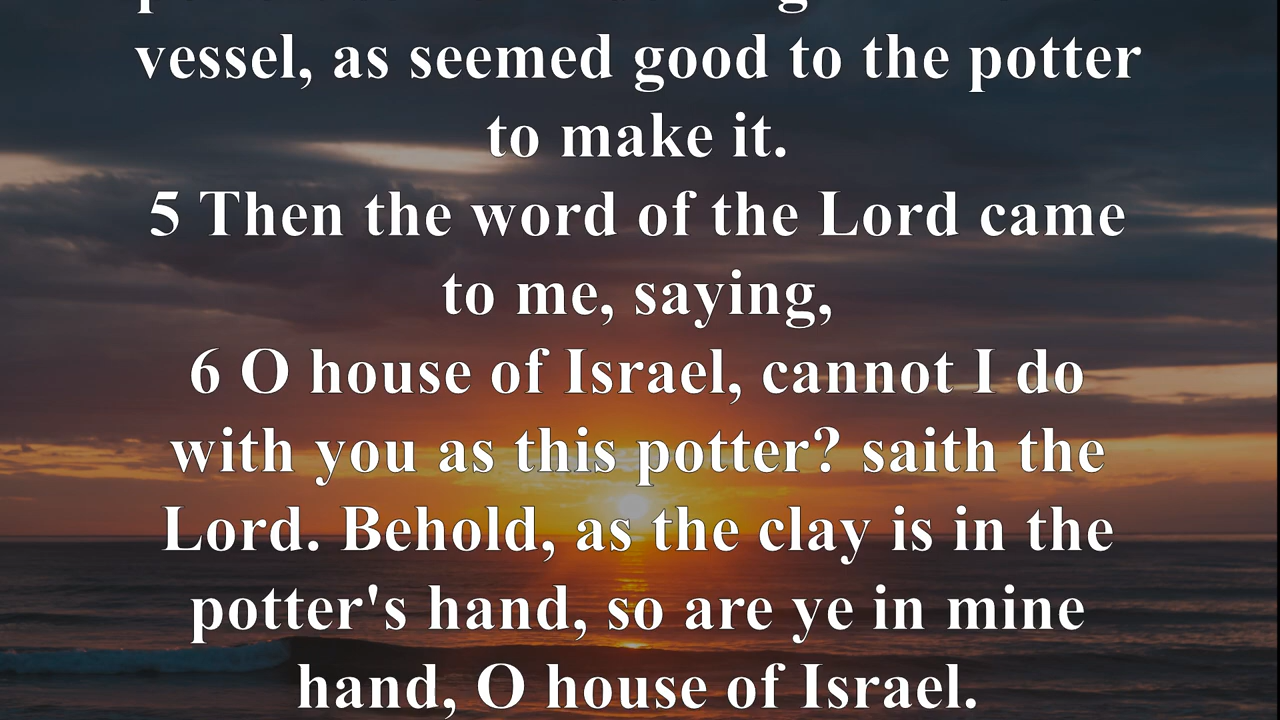 vessel, as seemed good to the potter
to make it.
5 Then the word of the Lord came
to me, saying,
6 O house of Israel, cannot I do
with you as this potter? saith the
Lord. Behold, as the clay is in the
potter's hand, so are ye in mine
hand, O house of Israel.